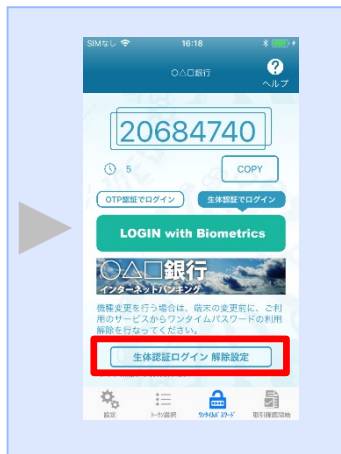 SIMなし 16:18
○△□銀行
?
ヘルプ
20684740
5 COPY
OTP認証でログイン 生体認証でログイン
LOGIN with Biometrics
○△□銀行
インターネットバンキング
機種変更を行う場合は、端末の変更前に、ご利
用のサービスからワンタイムパスワードの利用
解除を行なってください。
生体認証ログイン 解除設定
設定 トークン選択 ワンタイムパスワード 取引確認開始